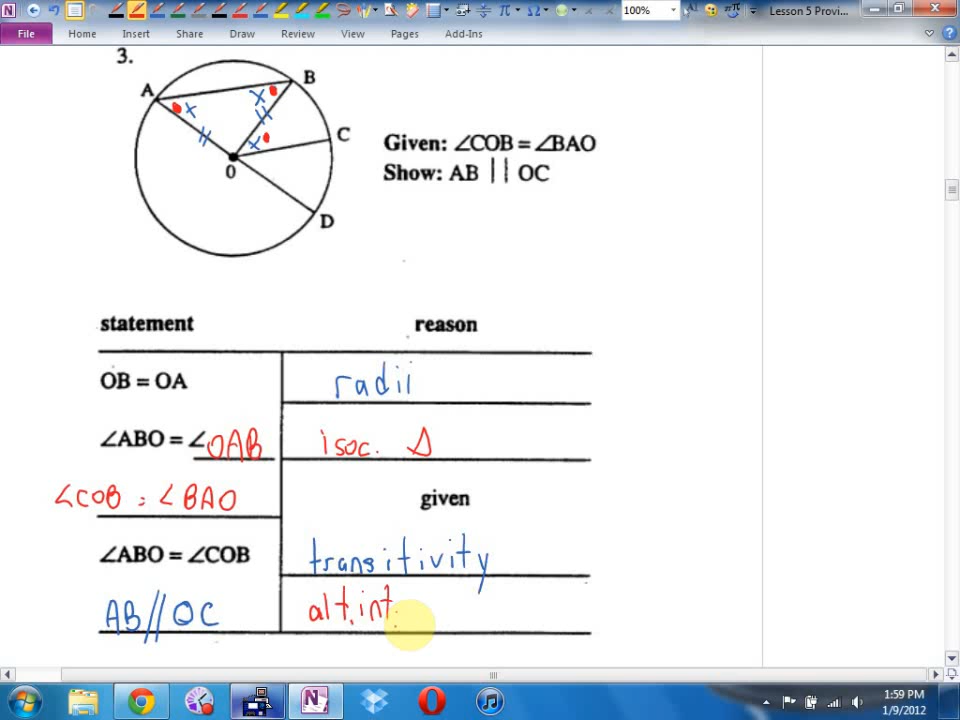 100%
Lesson 5 Provi...
File Home Insert Share Draw Review View Pages Add-Ins
3.
A
B
C
O
D
x
x
x
Given: ∠COB = ∠BAO
Show: AB || OC
statement reason
OB = OA radii
∠ABO = ∠OAB isoc. Δ
∠COB = ∠BAO given
∠ABO = ∠COB transitivity
AB // OC alt. int.
1:59 PM
1/9/2012